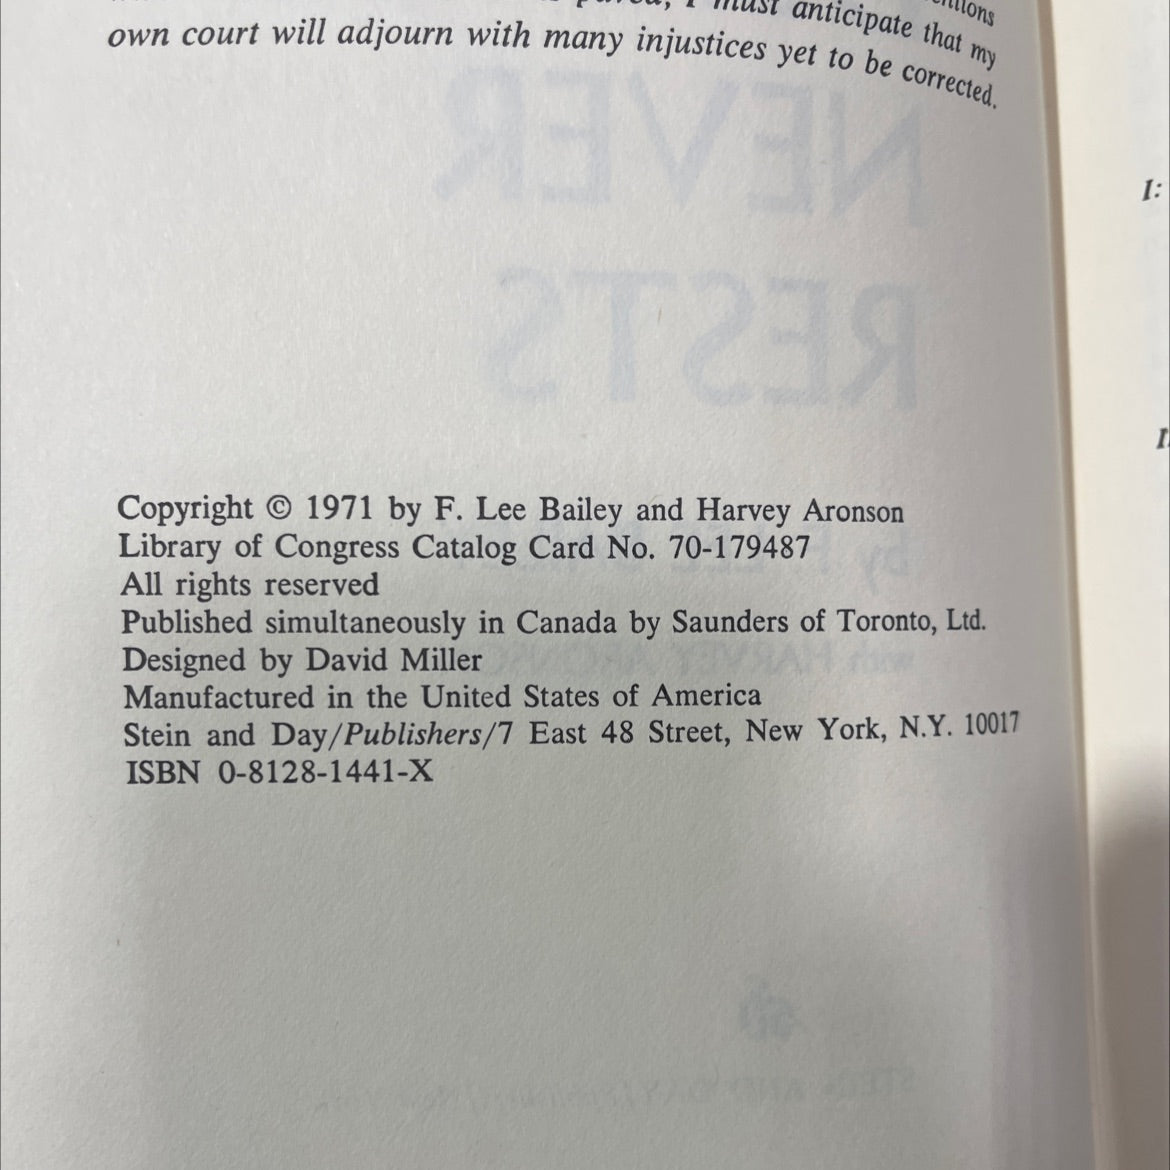 must anticipate that my
own court will adjourn with many injustices yet to be corrected.
NEVER
RESTS
Copyright © 1971 by F. Lee Bailey and Harvey Aronson
Library of Congress Catalog Card No. 70-179487
All rights reserved
Published simultaneously in Canada by Saunders of Toronto, Ltd.
Designed by David Miller
Manufactured in the United States of America
Stein and Day/Publishers/7 East 48 Street, New York, N.Y. 10017
ISBN 0-8128-1441-X
I: